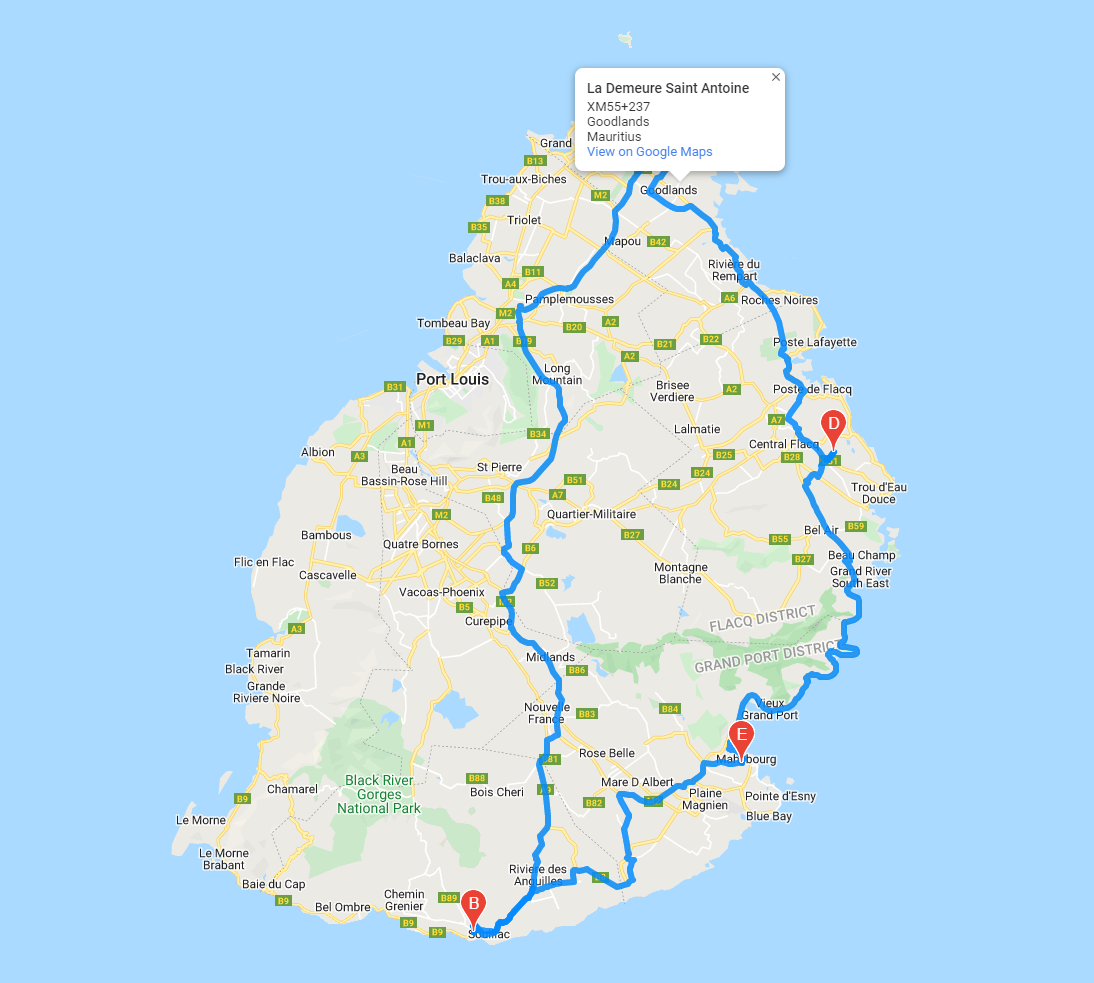 La Demeure Saint Antoine
XM55+237
Goodlands
Mauritius
View on Google Maps
Grand
B13
Trou-aux-Biches
M2
Goodlands
B38
Triolet
B35
Mapou
B42
Balaclava
Rivière du
Rempart
B11
A4
A6
Roches Noires
Pamplemousses
M2
Tombeau Bay
B20
A2
B29
A1
B22
B21
Poste Lafayette
A2
Long
Mountain
Port Louis
B31
Brisee
Verdiere
A2
Poste de Flacq
A7
M1
D
Lalmatie
B34
A1
Central Flacq
Albion
A3
B25
B28
Beau
Bassin-Rose Hill
St Pierre
B24
B51
B24
Trou d'Eau
Douce
B48
A7
M2
Quartier-Militaire
B59
Bel Air
B27
Bambous
B55
Quatre Bornes
B6
Beau Champ
Flic en Flac
B27
Montagne
Blanche
Grand River
South East
Cascavelle
B52
Vacoas-Phoenix
B5
FLACQ DISTRICT
Curepipe
A3
Tamarin
Midlands
GRAND PORT DISTRICT
Black River
B86
Grande
Riviere Noire
Nouvelle
France
B83
B84
Vieux
Grand Port
E
Rose Belle
Mahebourg
B88
Black River
Gorges
National Park
Bois Cheri
Mare D Albert
Chamarel
B9
B82
Plaine
Magnien
Pointe d'Esny
Blue Bay
Le Morne
Le Morne
Brabant
Riviere des
Anguilles
Baie du Cap
Chemin
Grenier
B89
B
B9
Bel Ombre
B9
B9
Souillac